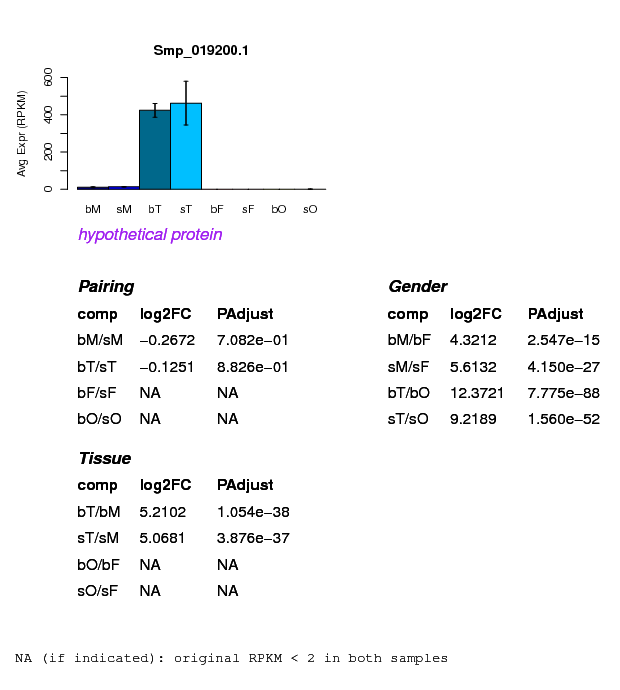 Smp_019200.1
Avg Expr (RPKM)
0 200 400 600
bM sM bT sT bF sF bO sO
hypothetical protein
Pairing
comp log2FC PAdjust
bM/sM −0.2672 7.082e−01
bT/sT −0.1251 8.826e−01
bF/sF NA NA
bO/sO NA NA
Gender
comp log2FC PAdjust
bM/bF 4.3212 2.547e−15
sM/sF 5.6132 4.150e−27
bT/bO 12.3721 7.775e−88
sT/sO 9.2189 1.560e−52
Tissue
comp log2FC PAdjust
bT/bM 5.2102 1.054e−38
sT/sM 5.0681 3.876e−37
bO/bF NA NA
sO/sF NA NA
NA (if indicated): original RPKM < 2 in both samples